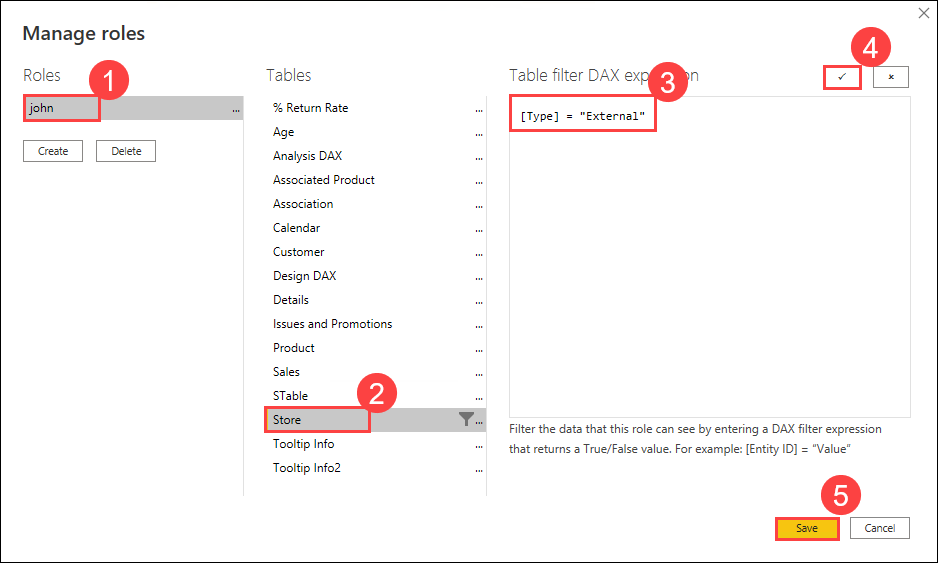 Manage roles
Roles
1
john
...
Create
Delete
Tables
% Return Rate
...
Age
...
Analysis DAX
...
Associated Product
...
Association
...
Calendar
...
Customer
...
Design DAX
...
Details
...
Issues and Promotions
...
Product
...
Sales
...
STable
...
2
Store
...
Tooltip Info
...
Tooltip Info2
...
Table filter DAX expression
3
4
[Type] = "External"
Filter the data that this role can see by entering a DAX filter expression
that returns a True/False value. For example: [Entity ID] = “Value”
5
Save
Cancel